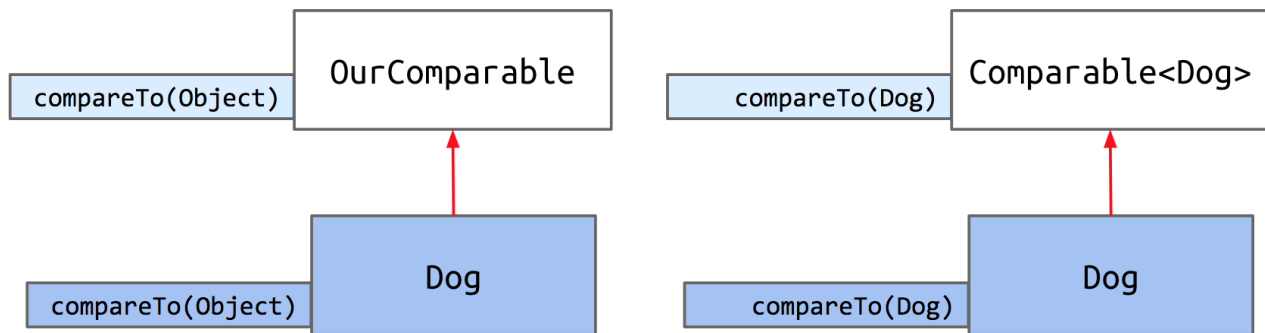 OurComparable
compareTo(Object)
Dog
compareTo(Object)
Comparable<Dog>
compareTo(Dog)
Dog
compareTo(Dog)